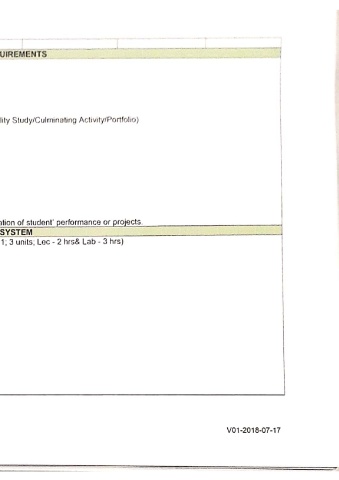 UIREMENTS
lity Study/Culminating Activity/Portfolio)
ation of student' performance or projects.
SYSTEM
1; 3 units; Lec - 2 hrs& Lab - 3 hrs)
V01-2018-07-17